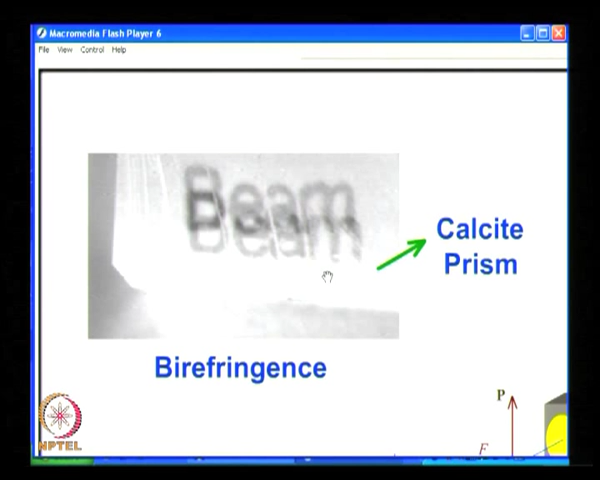 Macromedia Flash Player 6
File View Control Help
Beam
Beam
Calcite
Prism
Birefringence
P
F
NPTEL